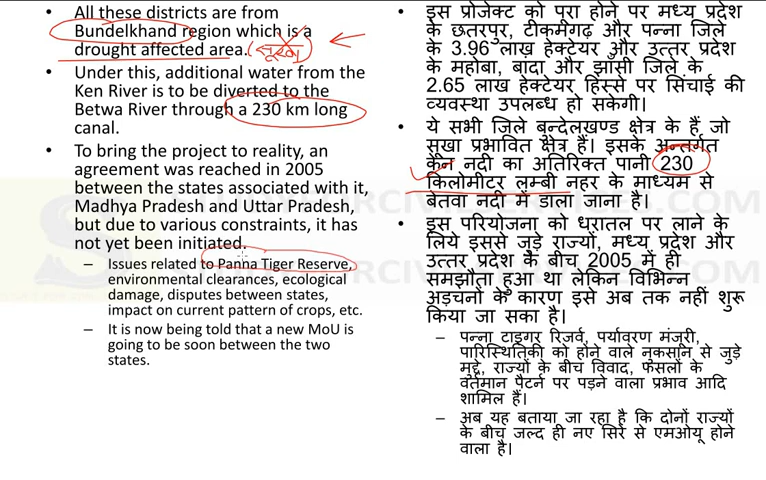 • All these districts are from
Bundelkhand region which is a
drought affected area.
• Under this, additional water from the
Ken River is to be diverted to the
Betwa River through a 230 km long
canal.
• To bring the project to reality, an
agreement was reached in 2005
between the states associated with it,
Madhya Pradesh and Uttar Pradesh,
but due to various constraints, it has
not yet been initiated.
– Issues related to Panna Tiger Reserve,
environmental clearances, ecological
damage, disputes between states,
impact on current pattern of crops, etc.
– It is now being told that a new MoU is
going to be soon between the two
states.
• इस प्रोजेक्ट को पूरा होने पर मध्य प्रदेश
के छतरपुर, टीकमगढ़ और पन्ना जिले
के 3.96 लाख हेक्टेयर और उत्तर प्रदेश
के महोबा, बांदा और झाँसी जिले के
2.65 लाख हेक्टेयर हिस्से पर सिंचाई की
व्यवस्था उपलब्ध हो सकेगी।
• ये सभी जिले बुन्देलखण्ड क्षेत्र के हैं, जो
सूखा प्रभावित क्षेत्र हैं। इसके अन्तर्गत
केन नदी का अतिरिक्त पानी 230
किलोमीटर लम्बी नहर के माध्यम से
बेतवा नदी में डाला जाना है।
• इस परियोजना को धरातल पर लाने के
लिये इससे जुड़े राज्यों, मध्य प्रदेश और
उत्तर प्रदेश के बीच 2005 में ही
समझौता हुआ था लेकिन विभिन्न
अड़चनों के कारण इसे अब तक नहीं शुरू
किया जा सका है।
– पन्ना टाइगर रिजर्व, पर्यावरण मंजूरी,
पारिस्थितिकी को होने वाले नुकसान से जुड़े
मुद्दे, राज्यों के बीच विवाद, फसलों के
वर्तमान पैटर्न पर पड़ने वाला प्रभाव आदि
शामिल हैं।
– अब यह बताया जा रहा है कि दोनों राज्यों
के बीच जल्द ही नए सिरे से एमओयू होने
वाला है।